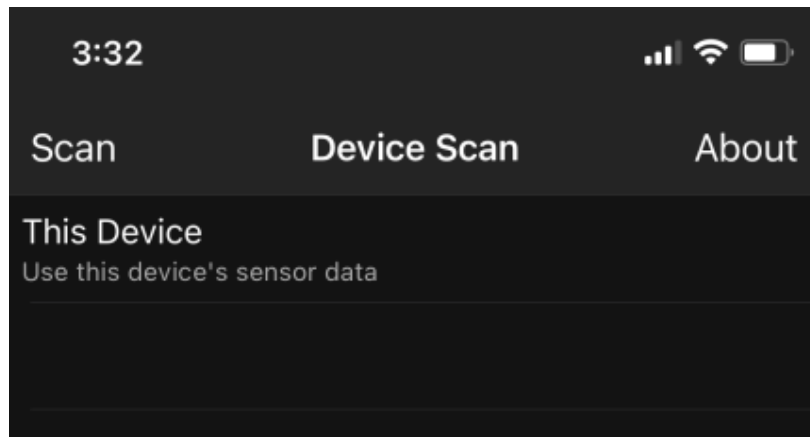 3:32
Scan Device Scan About
This Device
Use this device's sensor data